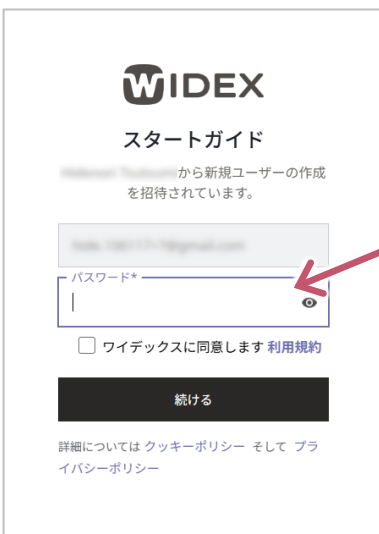 WIDEX
スタートガイド
から新規ユーザーの作成
を招待されています。
パスワード*
ワイデックスに同意します 利用規約
続ける
詳細については クッキーポリシー そして プラ
イバシーポリシー